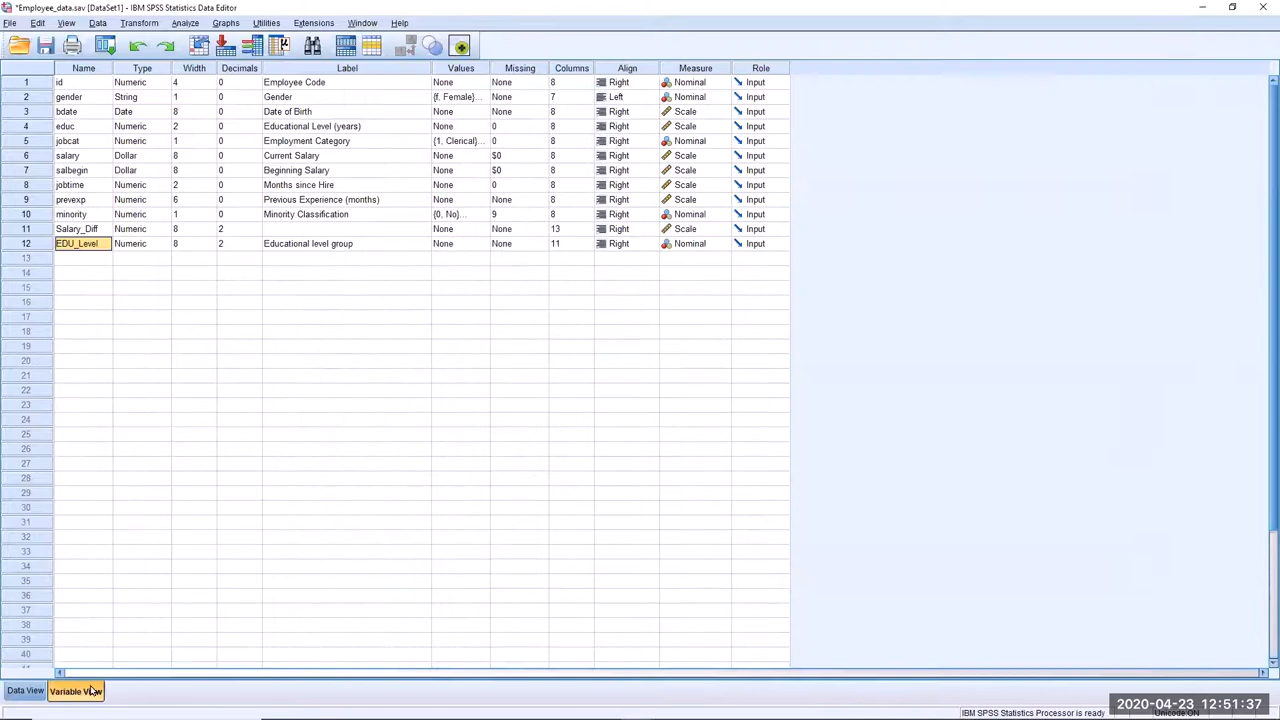 *Employee_data.sav [DataSet1] - IBM SPSS Statistics Data Editor
File Edit View Data Transform Analyze Graphs Utilities Extensions Window Help
Name Type Width Decimals Label Values Missing Columns Align Measure Role
1 id Numeric 4 0 Employee Code None None 8 Right Nominal Input
2 gender String 1 0 Gender {f, Female}... None 7 Left Nominal Input
3 bdate Date 8 0 Date of Birth None None 8 Right Scale Input
4 educ Numeric 2 0 Educational Level (years) None 0 8 Right Scale Input
5 jobcat Numeric 1 0 Employment Category {1, Clerical}... 0 8 Right Nominal Input
6 salary Dollar 8 0 Current Salary None $0 8 Right Scale Input
7 salbegin Dollar 8 0 Beginning Salary None $0 8 Right Scale Input
8 jobtime Numeric 2 0 Months since Hire None 0 8 Right Scale Input
9 prevexp Numeric 6 0 Previous Experience (months) None None 8 Right Scale Input
10 minority Numeric 1 0 Minority Classification {0, No}... 9 8 Right Nominal Input
11 Salary_Diff Numeric 8 2 None None 13 Right Scale Input
12 EDU_Level Numeric 8 2 Educational level group None None 11 Right Nominal Input
13
14
15
16
17
18
19
20
21
22
23
24
25
26
27
28
29
30
31
32
33
34
35
36
37
38
39
40
Data View Variable View
2020-04-23 12:51:37
IBM SPSS Statistics Processor is ready Unicode:ON